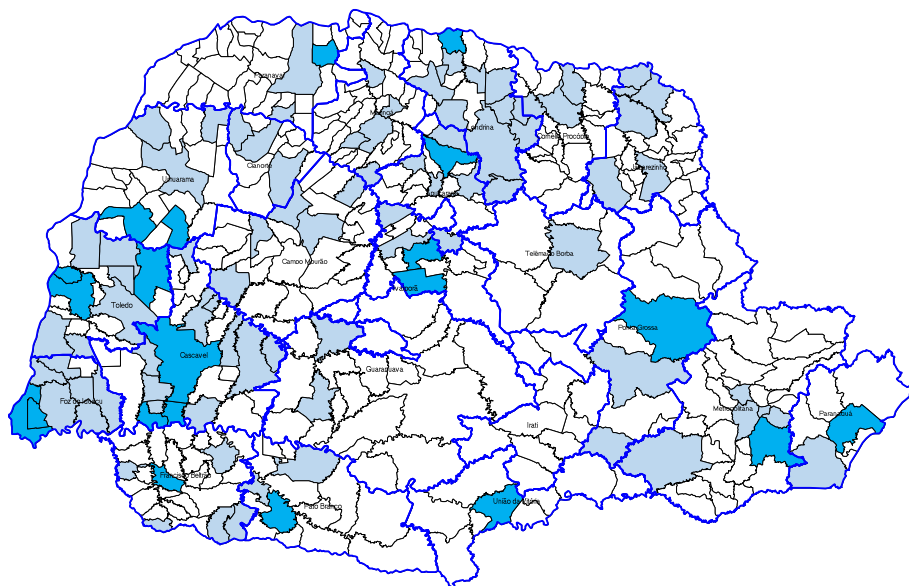 Paranavaí
Maringá
Londrina
Cornélio Procópio
Cianorte
Umuarama
Jacarezinho
Apucarana
Telêmaco Borba
Campo Mourão
Ivaiporã
Toledo
Ponta Grossa
Cascavel
Guarapuava
Foz do Iguaçu
Metropolitana
Paranaguá
Irati
Francisco Beltrão
União da Vitória
Pato Branco